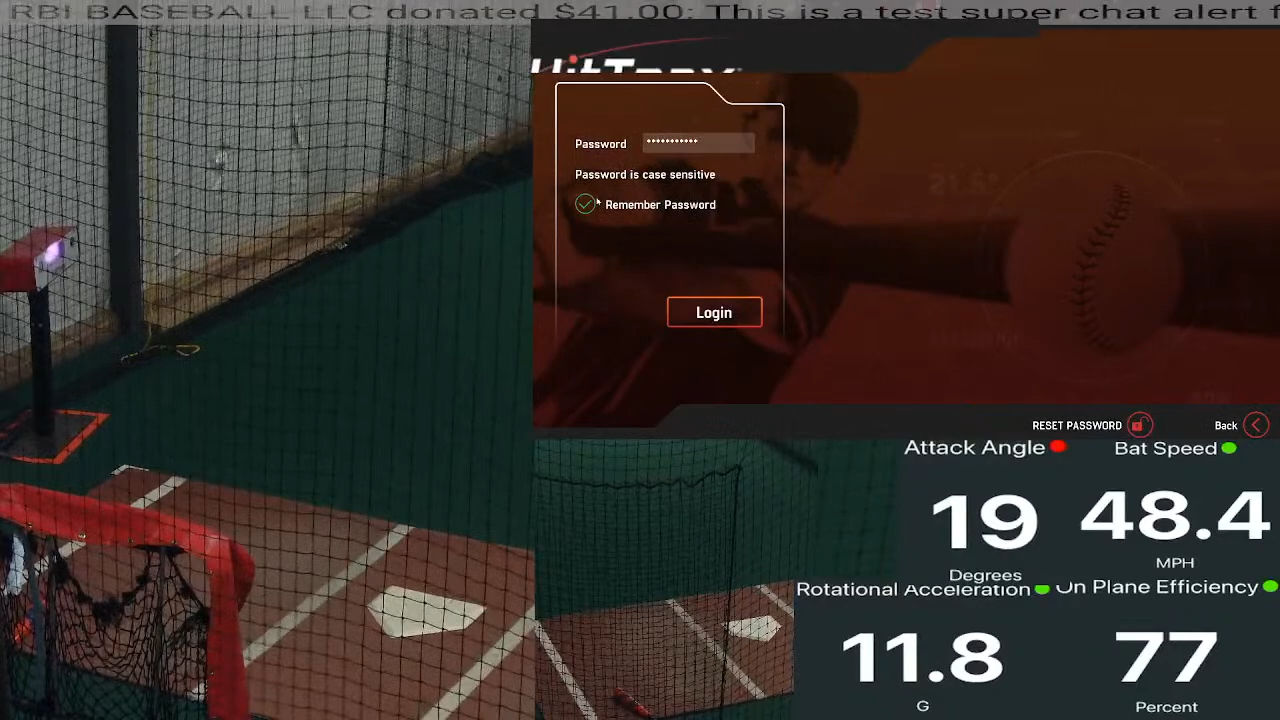 RBI BASEBALL LLC donated $41.00: This is a test super chat alert f
HitTrax
Password ***********
Password is case sensitive
Remember Password
Login
RESET PASSWORD
Back
Attack Angle
Bat Speed
19
48.4
Degrees
MPH
Rotational Acceleration
On Plane Efficiency
11.8
77
G
Percent